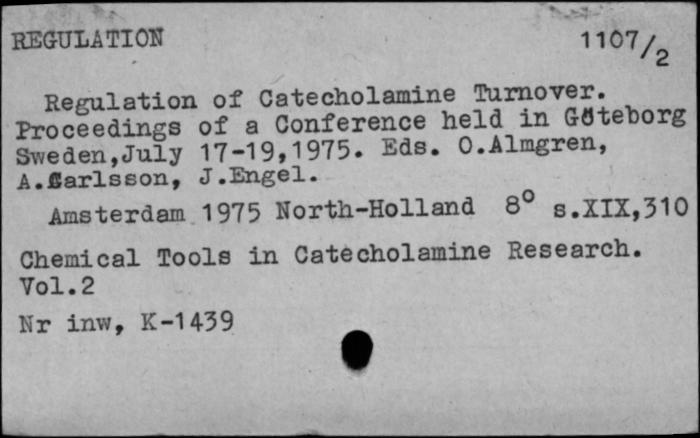 REGULATION 1107/2
Regulation of Catecholamine Turnover.
Proceedings of a Conference held in Göteborg
Sweden,July 17-19,1975. Eds. O.Almgren,
A.Carlsson, J.Engel.
Amsterdam 1975 North-Holland 8° s.XIX,310
Chemical Tools in Catecholamine Research.
Vol.2
Nr inw, K-1439